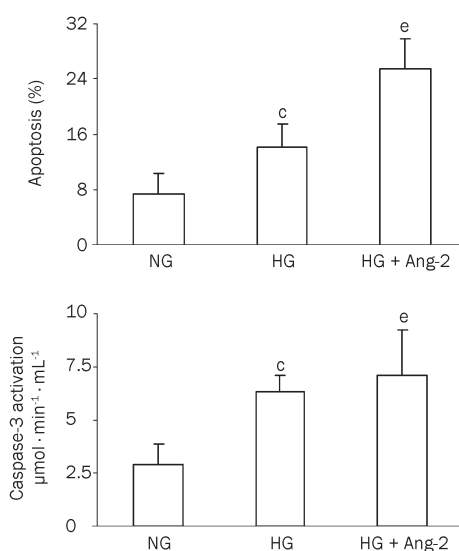 Apoptosis (%)
32
24
16
8
0
c
e
NG HG HG + Ang-2
Caspase-3 activation
µmol · min⁻¹ · mL⁻¹
10
7.5
5
2.5
0
c
e
NG HG HG + Ang-2